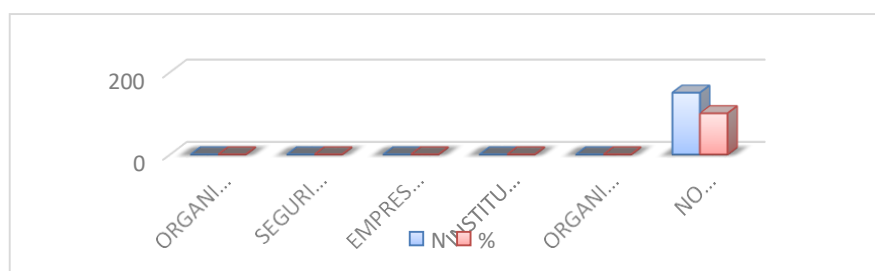 200
0
ORGANI...
SEGURI...
EMPRES...
INSTITU...
ORGANI...
NO...
N %